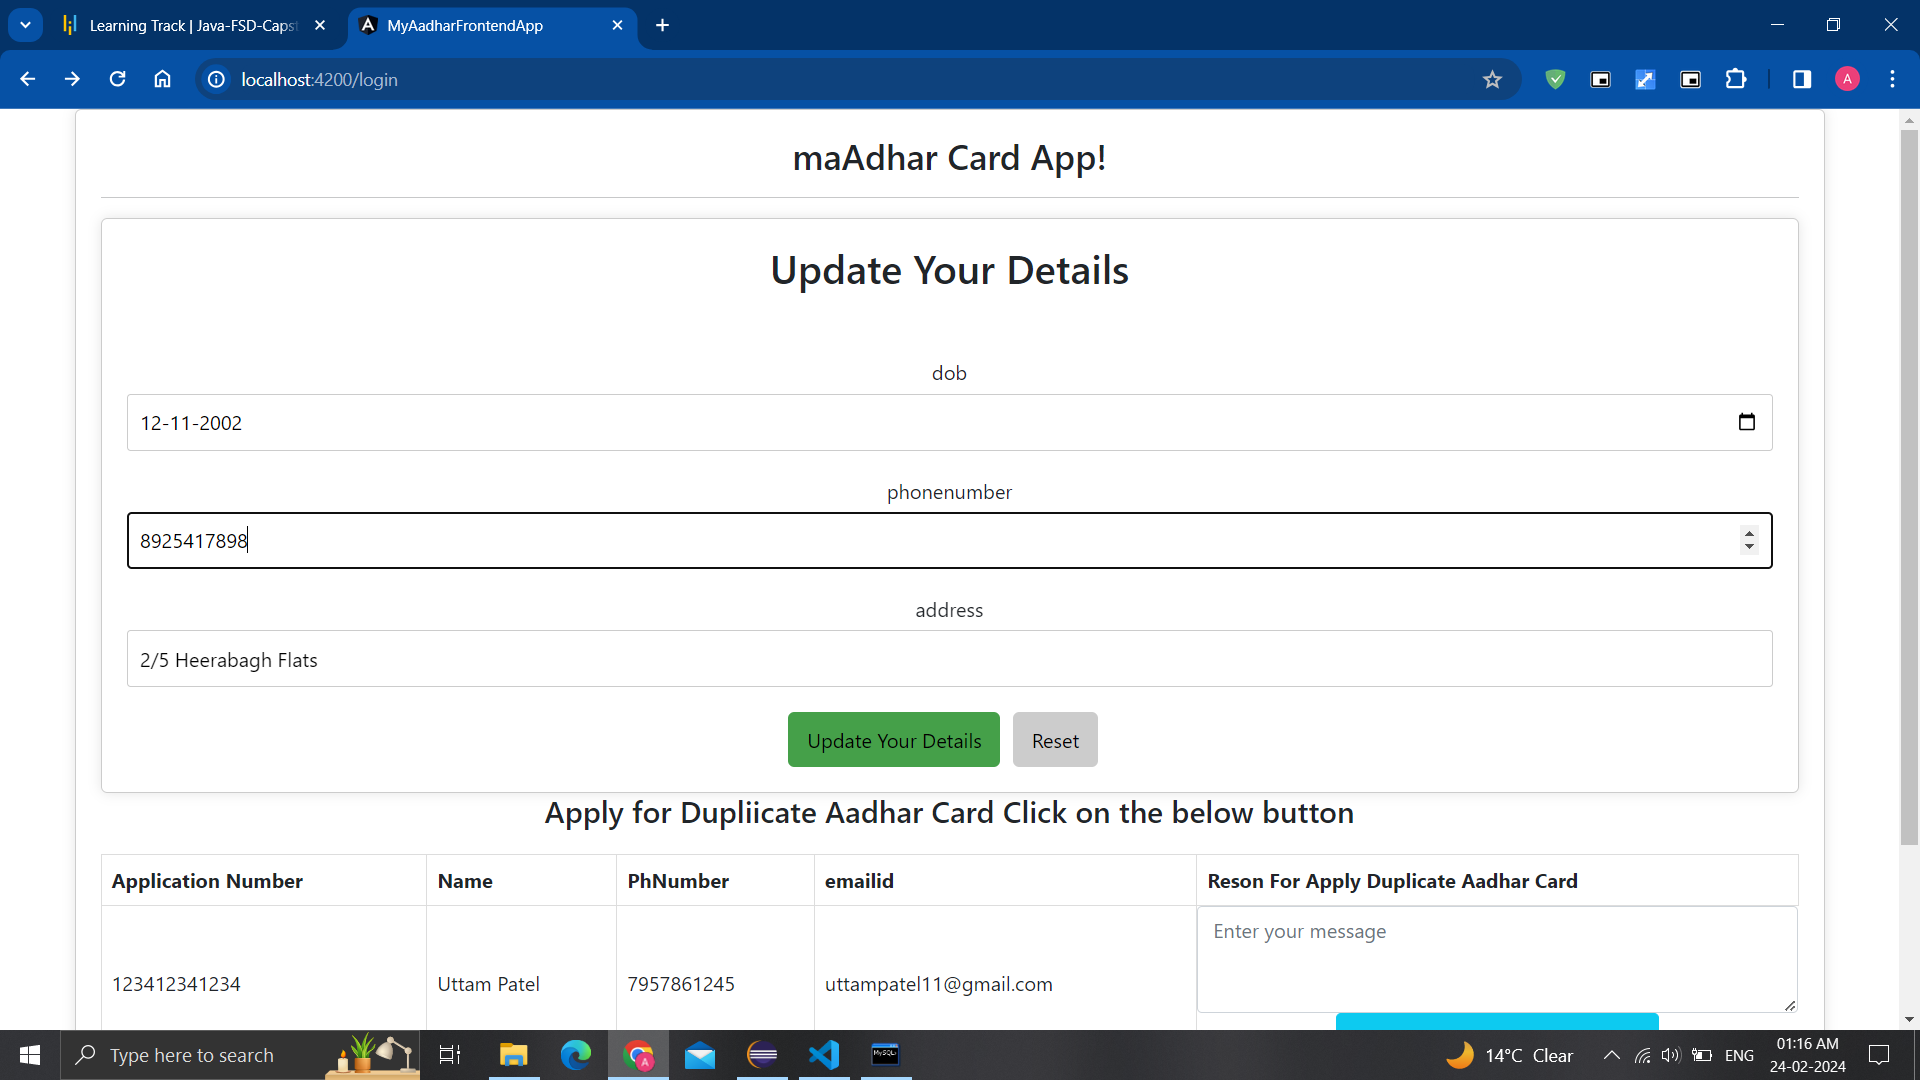 Learning Track | Java-FSD-Caps
MyAadharFrontendApp
localhost:4200/login
A
maAdhar Card App!
Update Your Details
dob
12-11-2002
phonenumber
8925417898
address
2/5 Heerabagh Flats
Update Your Details
Reset
Apply for Dupliicate Aadhar Card Click on the below button
Application Number Name PhNumber emailid Reson For Apply Duplicate Aadhar Card
Enter your message
123412341234 Uttam Patel 7957861245 uttampatel11@gmail.com
Type here to search
A
MySQL
14°C Clear
ENG
01:16 AM
24-02-2024